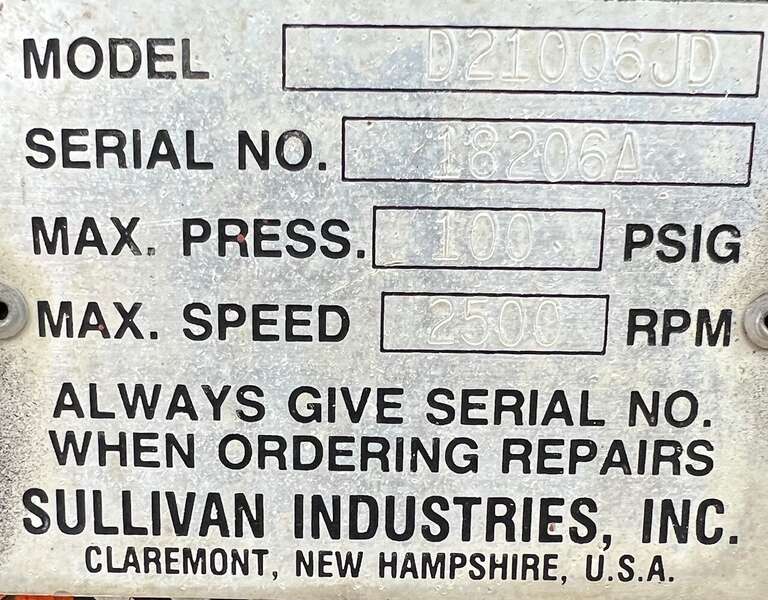 MODEL D210Q6JD
SERIAL NO. 18206A
MAX. PRESS. 100 PSIG
MAX. SPEED 2500 RPM
ALWAYS GIVE SERIAL NO.
WHEN ORDERING REPAIRS
SULLIVAN INDUSTRIES, INC.
CLAREMONT, NEW HAMPSHIRE, U.S.A.